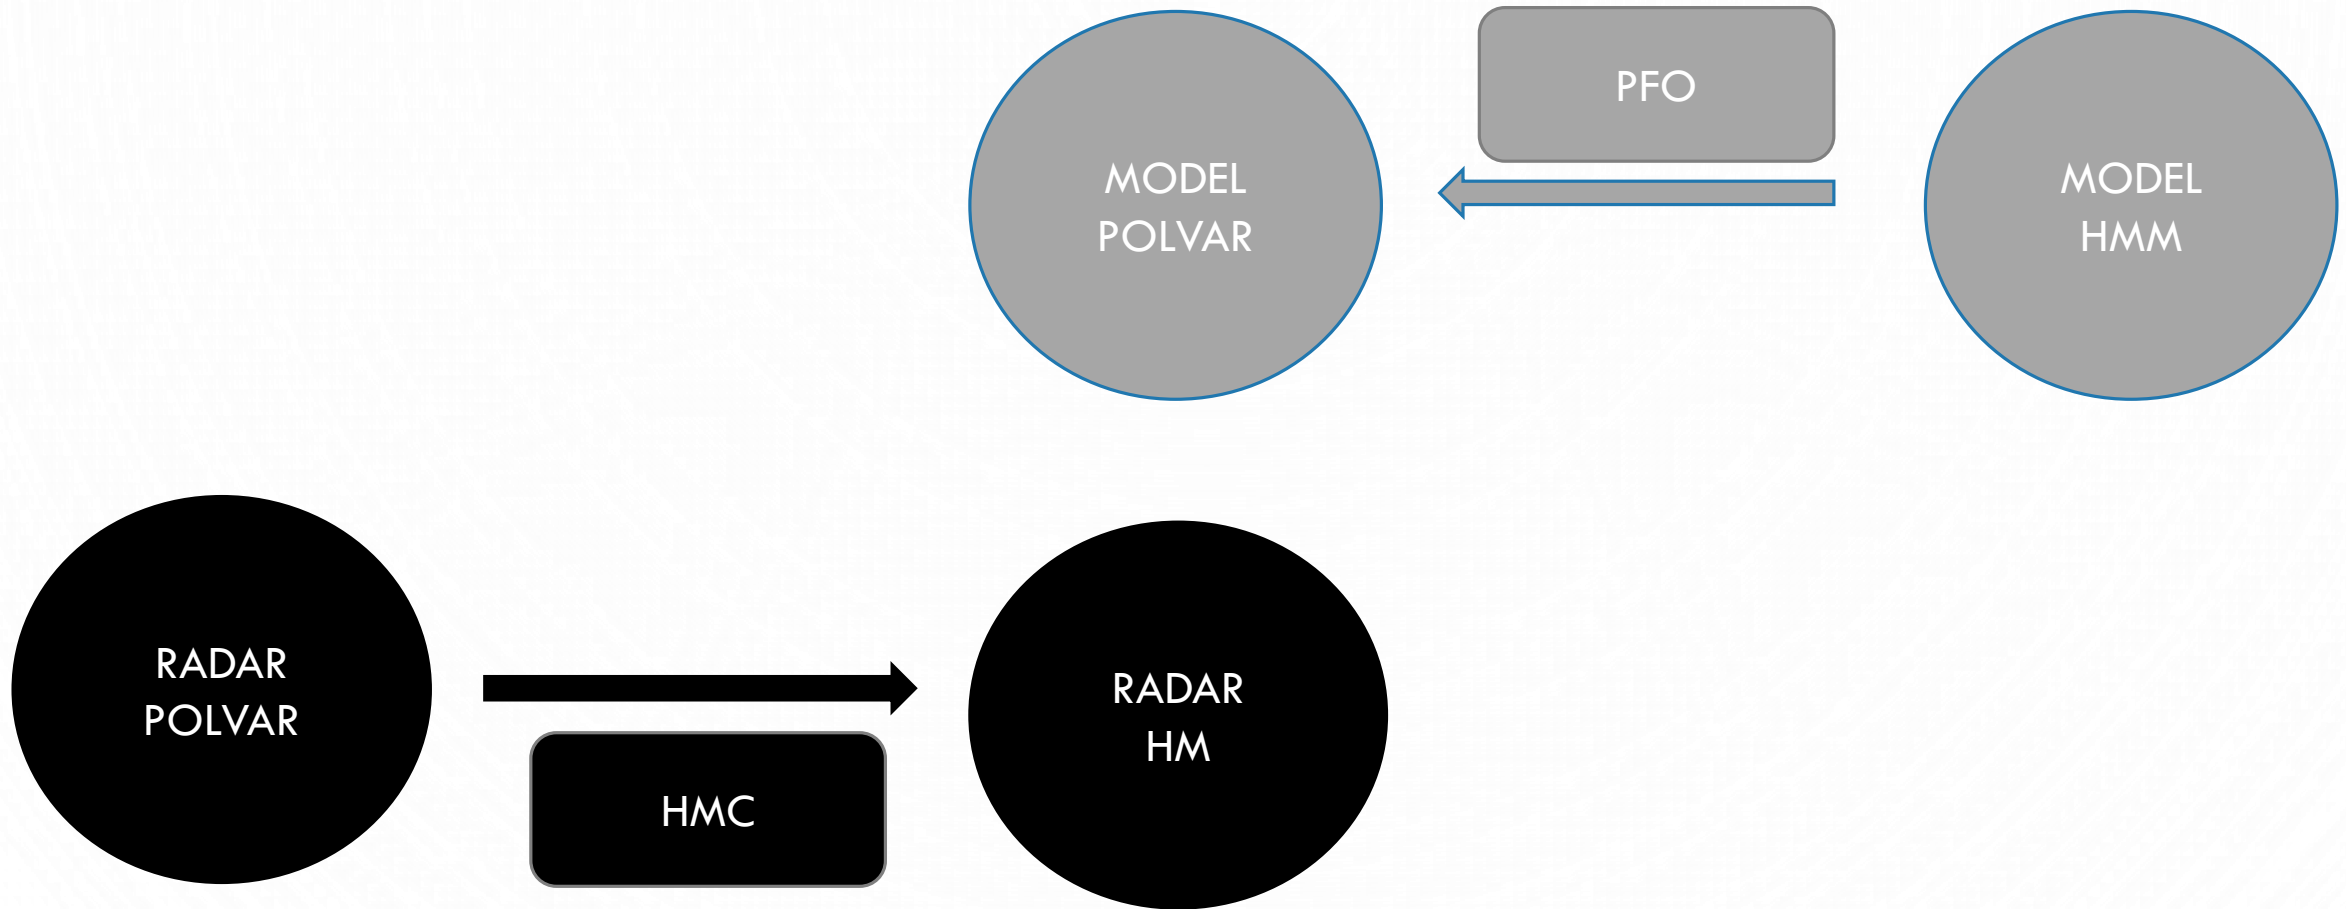 PFO
MODEL
POLVAR
MODEL
HMM
RADAR
POLVAR
RADAR
HM
HMC